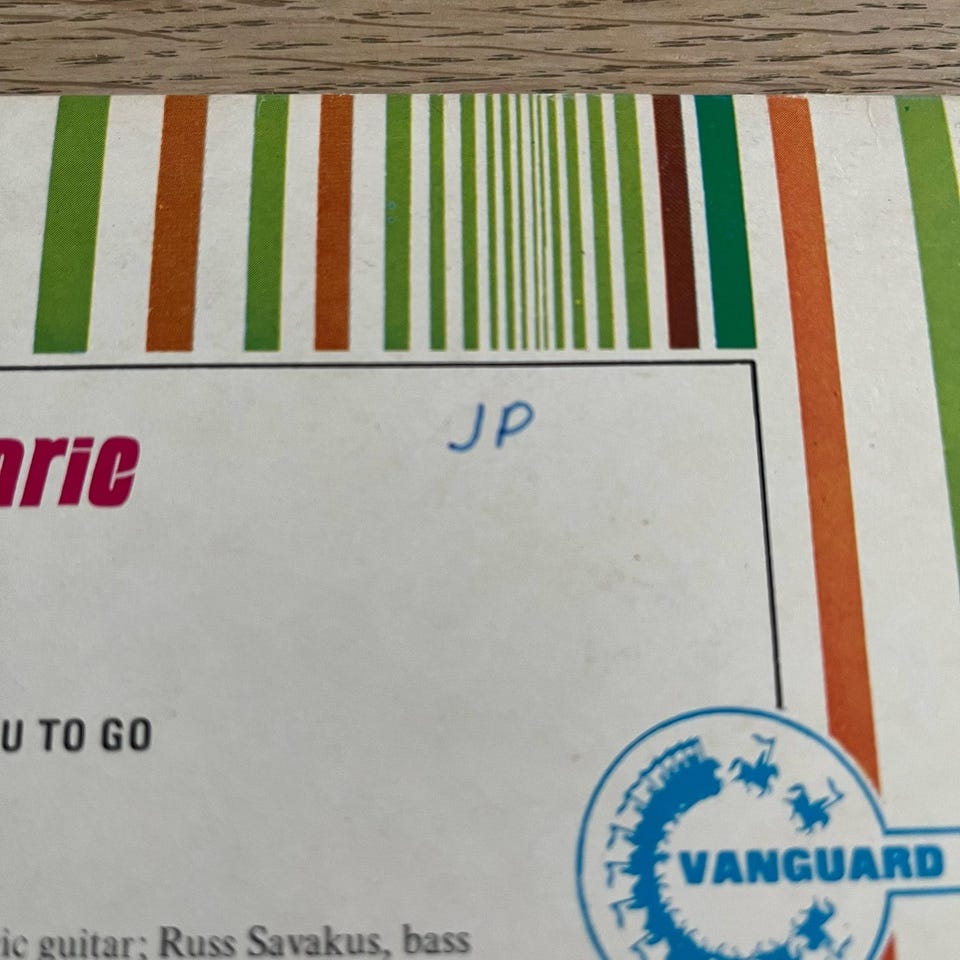 JP
aric
U TO GO
VANGUARD
ic guitar; Russ Savakus, bass